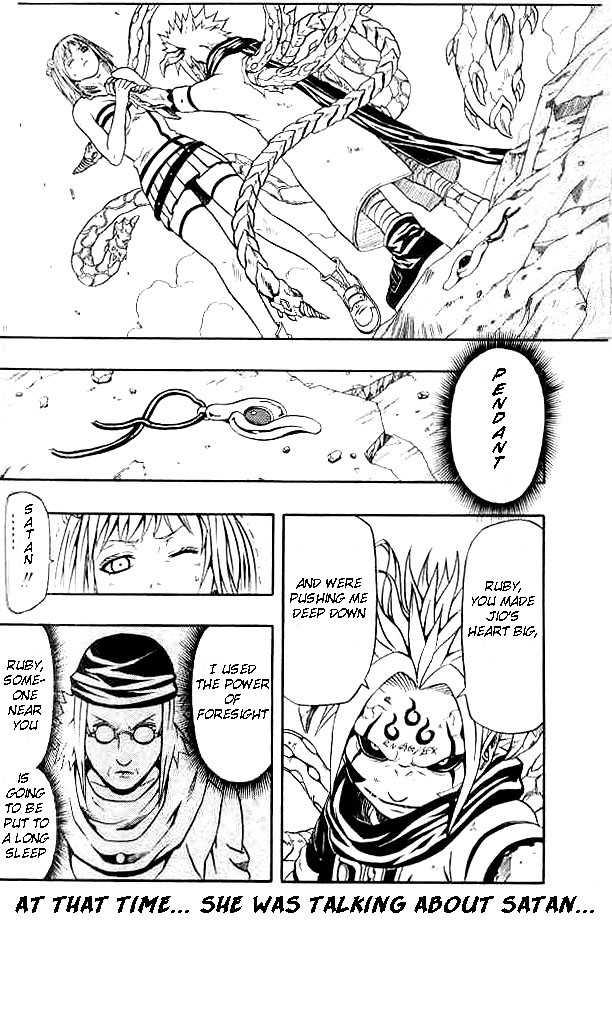 PENDANT
RUBY,
YOU MADE
JIO'S
HEART BIG,
AND WERE
PUSHING ME
DEEP DOWN
SATAN!!
......
I USED
THE POWER
OF
FORESIGHT
RUBY,
SOME-
ONE
NEAR
YOU
IS
GOING
TO BE
PUT TO
A LONG
SLEEP
AT THAT TIME... SHE WAS TALKING ABOUT SATAN...